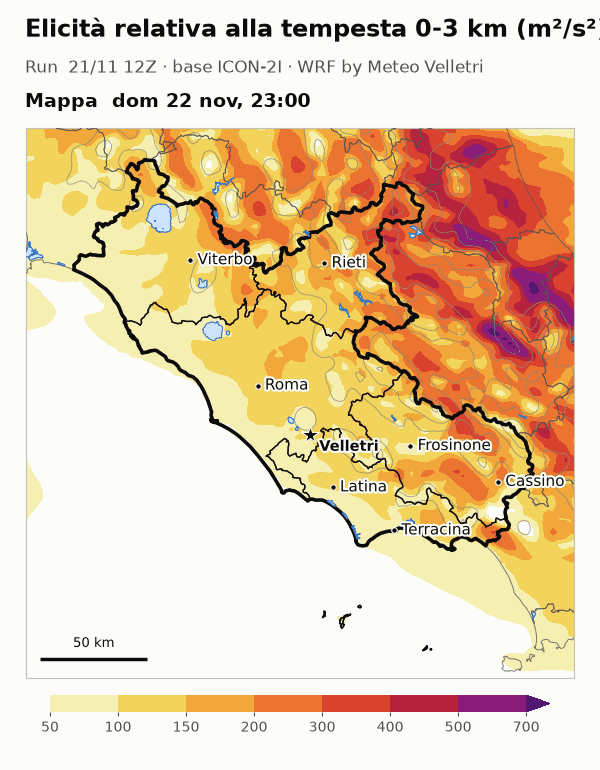 Elicità relativa alla tempesta 0-3 km (m²/s²)
Run 21/11 12Z · base ICON-2I · WRF by Meteo Velletri
Mappa dom 22 nov, 23:00
Viterbo
Rieti
Roma
Velletri
Frosinone
Cassino
Latina
Terracina
50 km
50 100 150 200 300 400 500 700